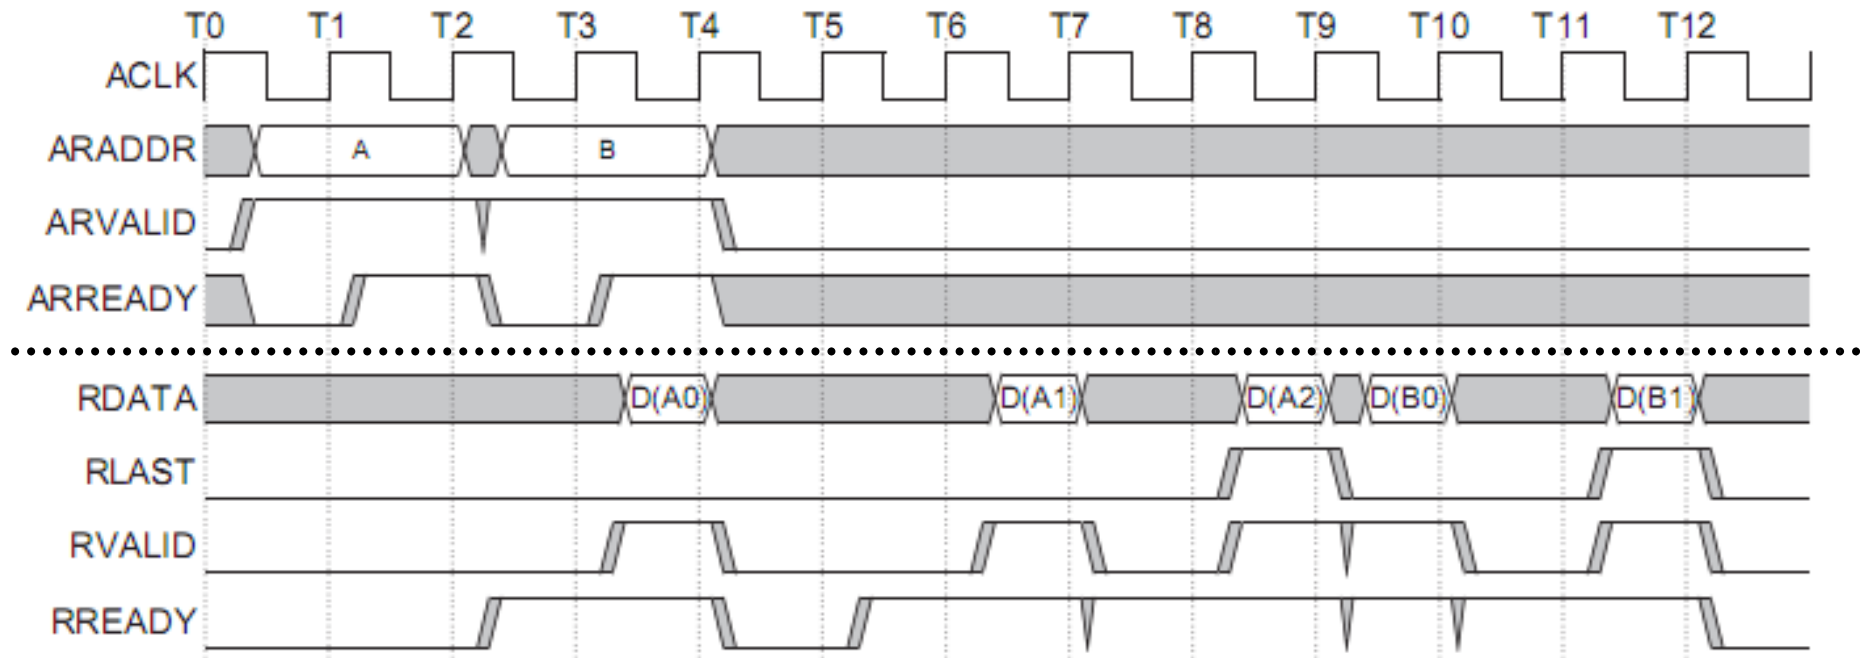 T0 T1 T2 T3 T4 T5 T6 T7 T8 T9 T10 T11 T12
ACLK
ARADDR A B
ARVALID
ARREADY
RDATA D(A0) D(A1) D(A2) D(B0) D(B1)
RLAST
RVALID
RREADY